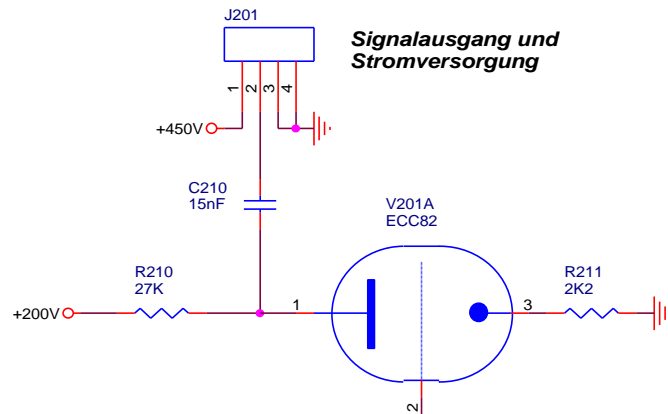 J201
Signalausgang und
Stromversorgung
1
2
3
4
+450V
C210
15nF
V201A
ECC82
R210
27K
R211
2K2
+200V
1
3
2